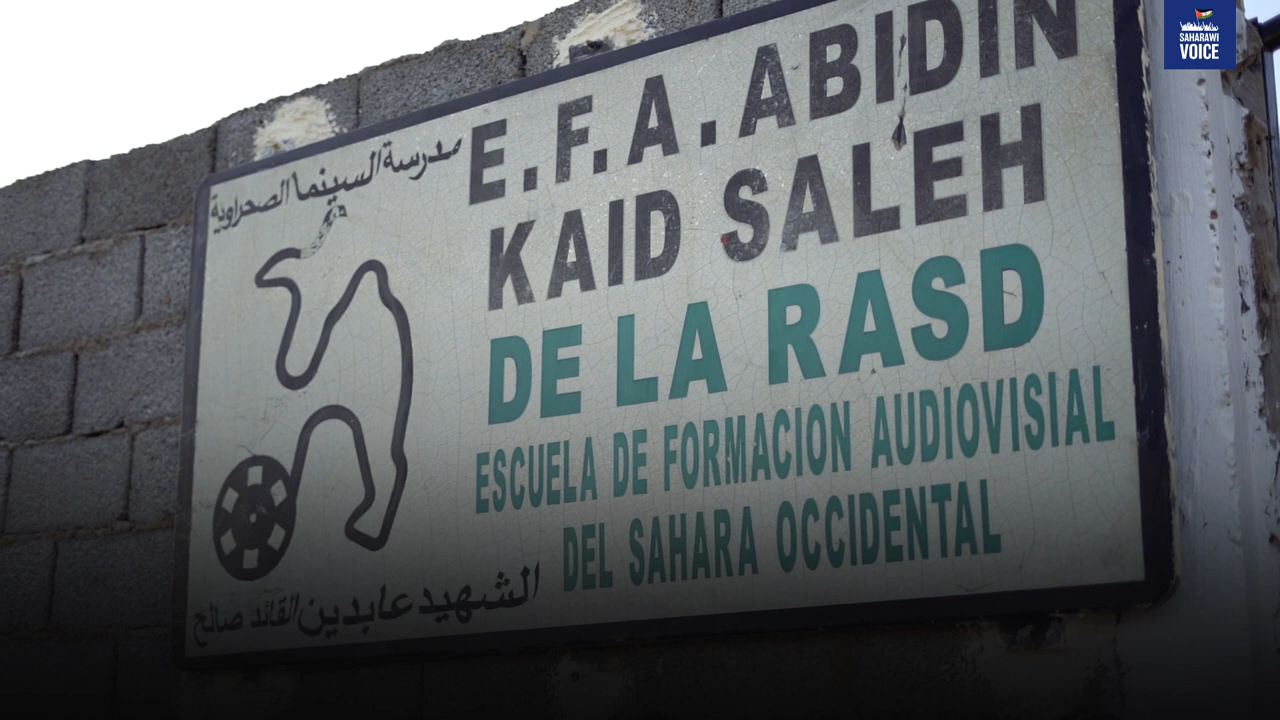 SAHARAWI
VOICE
مدرسة السينما الصحراوية
E.F.A. ABIDIN
KAID SALEH
DE LA RASD
ESCUELA DE FORMACION AUDIOVISIAL
DEL SAHARA OCCIDENTAL
الشهيد عابدين القائد صالح